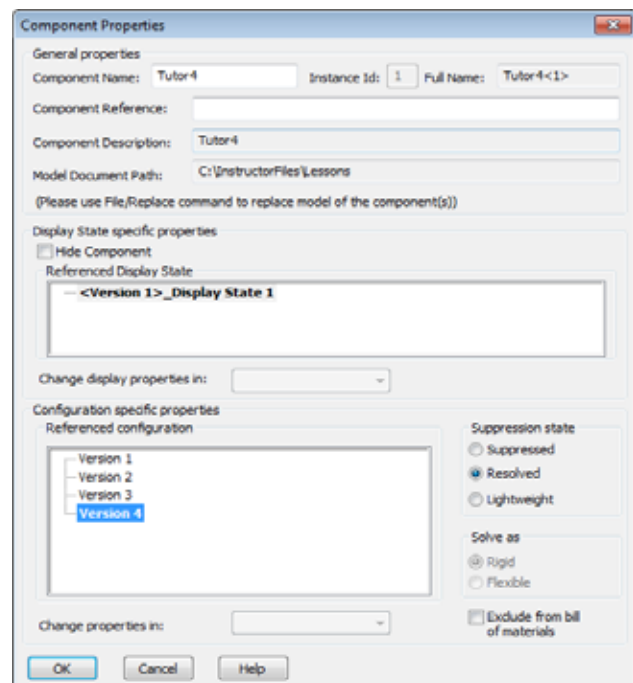 Component Properties
General properties
Component Name: Tutor4 Instance Id: 1 Full Name: Tutor4<1>
Component Reference:
Component Description: Tutor4
Model Document Path: C:\InstructorFiles\Lessons
(Please use File/Replace command to replace model of the component(s))
Display State specific properties
Hide Component
Referenced Display State
<Version 1>_Display State 1
Change display properties in:
Configuration specific properties
Referenced configuration
Version 1
Version 2
Version 3
Version 4
Suppression state
Suppressed
Resolved
Lightweight
Solve as
Rigid
Flexible
Change properties in:
Exclude from bill
of materials
OK Cancel Help